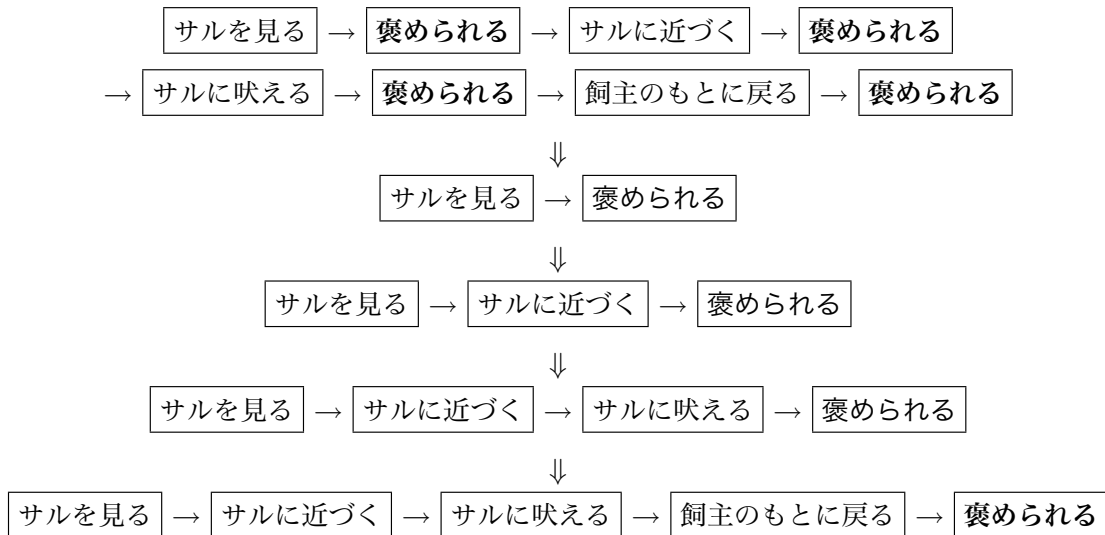 サルを見る → 褒められる → サルに近づく → 褒められる
→ サルに吠える → 褒められる → 飼主のもとに戻る → 褒められる
⇓
サルを見る → 褒められる
⇓
サルを見る → サルに近づく → 褒められる
⇓
サルを見る → サルに近づく → サルに吠える → 褒められる
⇓
サルを見る → サルに近づく → サルに吠える → 飼主のもとに戻る → 褒められる